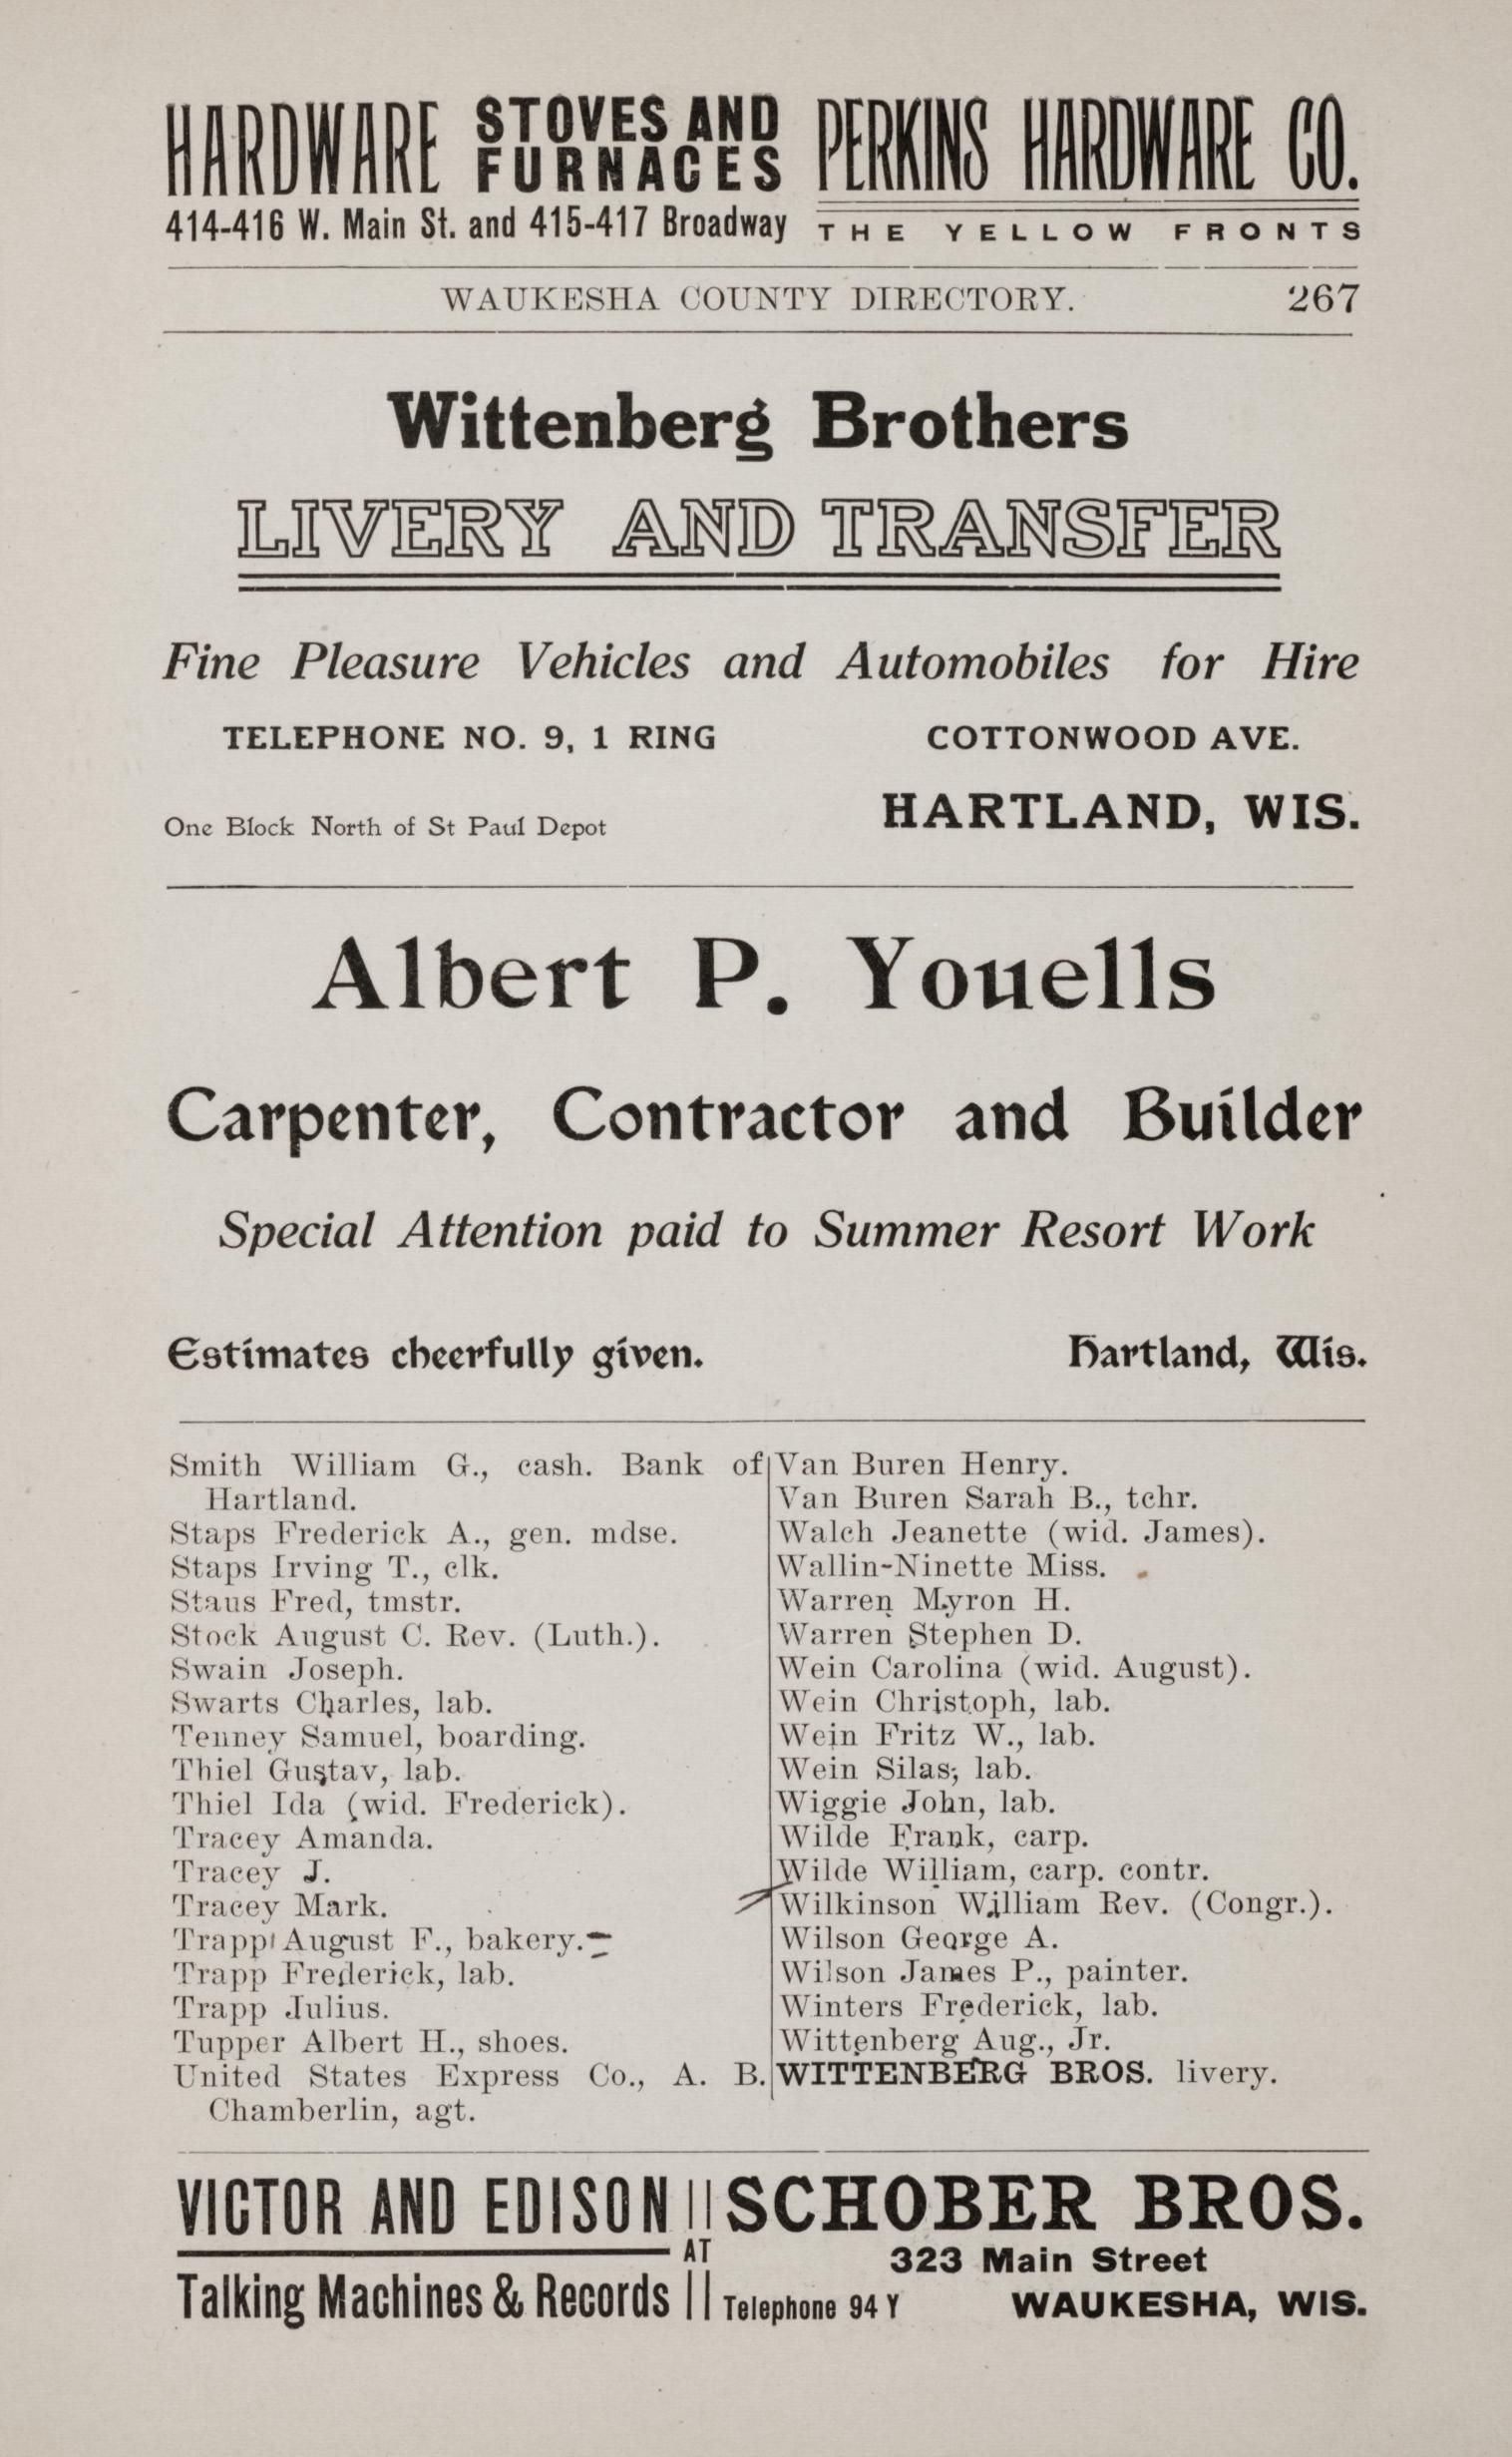 HARDWARE STOVES AND FURNACES PERKINS HARDWARE CO.
414-416 W. Main St. and 415-417 Broadway THE YELLOW FRONTS
WAUKESHA COUNTY DIRECTORY. 267
Wittenberg Brothers
LIVERY AND TRANSFER
Fine Pleasure Vehicles and Automobiles for Hire
TELEPHONE NO. 9, 1 RING COTTONWOOD AVE.
One Block North of St Paul Depot HARTLAND, WIS.
Albert P. Youells
Carpenter, Contractor and Builder
Special Attention paid to Summer Resort Work
Estimates cheerfully given. Hartland, Wis.
Smith William G., cash. Bank of
Hartland.
Staps Frederick A., gen. mdse.
Staps Irving T., clk.
Staus Fred, tmstr.
Stock August C. Rev. (Luth.).
Swain Joseph.
Swarts Charles, lab.
Tenney Samuel, boarding.
Thiel Gustav, lab.
Thiel Ida (wid. Frederick).
Tracey Amanda.
Tracey J.
Tracey Mark.
Trapp August F., bakery.
Trapp Frederick, lab.
Trapp Julius.
Tupper Albert H., shoes.
United States Express Co., A. B.
Chamberlin, agt.
Van Buren Henry.
Van Buren Sarah B., tchr.
Walch Jeanette (wid. James).
Wallin-Ninette Miss.
Warren Myron H.
Warren Stephen D.
Wein Carolina (wid. August).
Wein Christoph, lab.
Wein Fritz W., lab.
Wein Silas; lab.
Wiggie John, lab.
Wilde Frank, carp.
Wilde William, carp. contr.
Wilkinson William Rev. (Congr.).
Wilson George A.
Wilson James P., painter.
Winters Frederick, lab.
Wittenberg Aug., Jr.
WITTENBERG BROS. livery.
VICTOR AND EDISON
Talking Machines & Records
AT
SCHOBER BROS.
323 Main Street
Telephone 94 Y WAUKESHA, WIS.